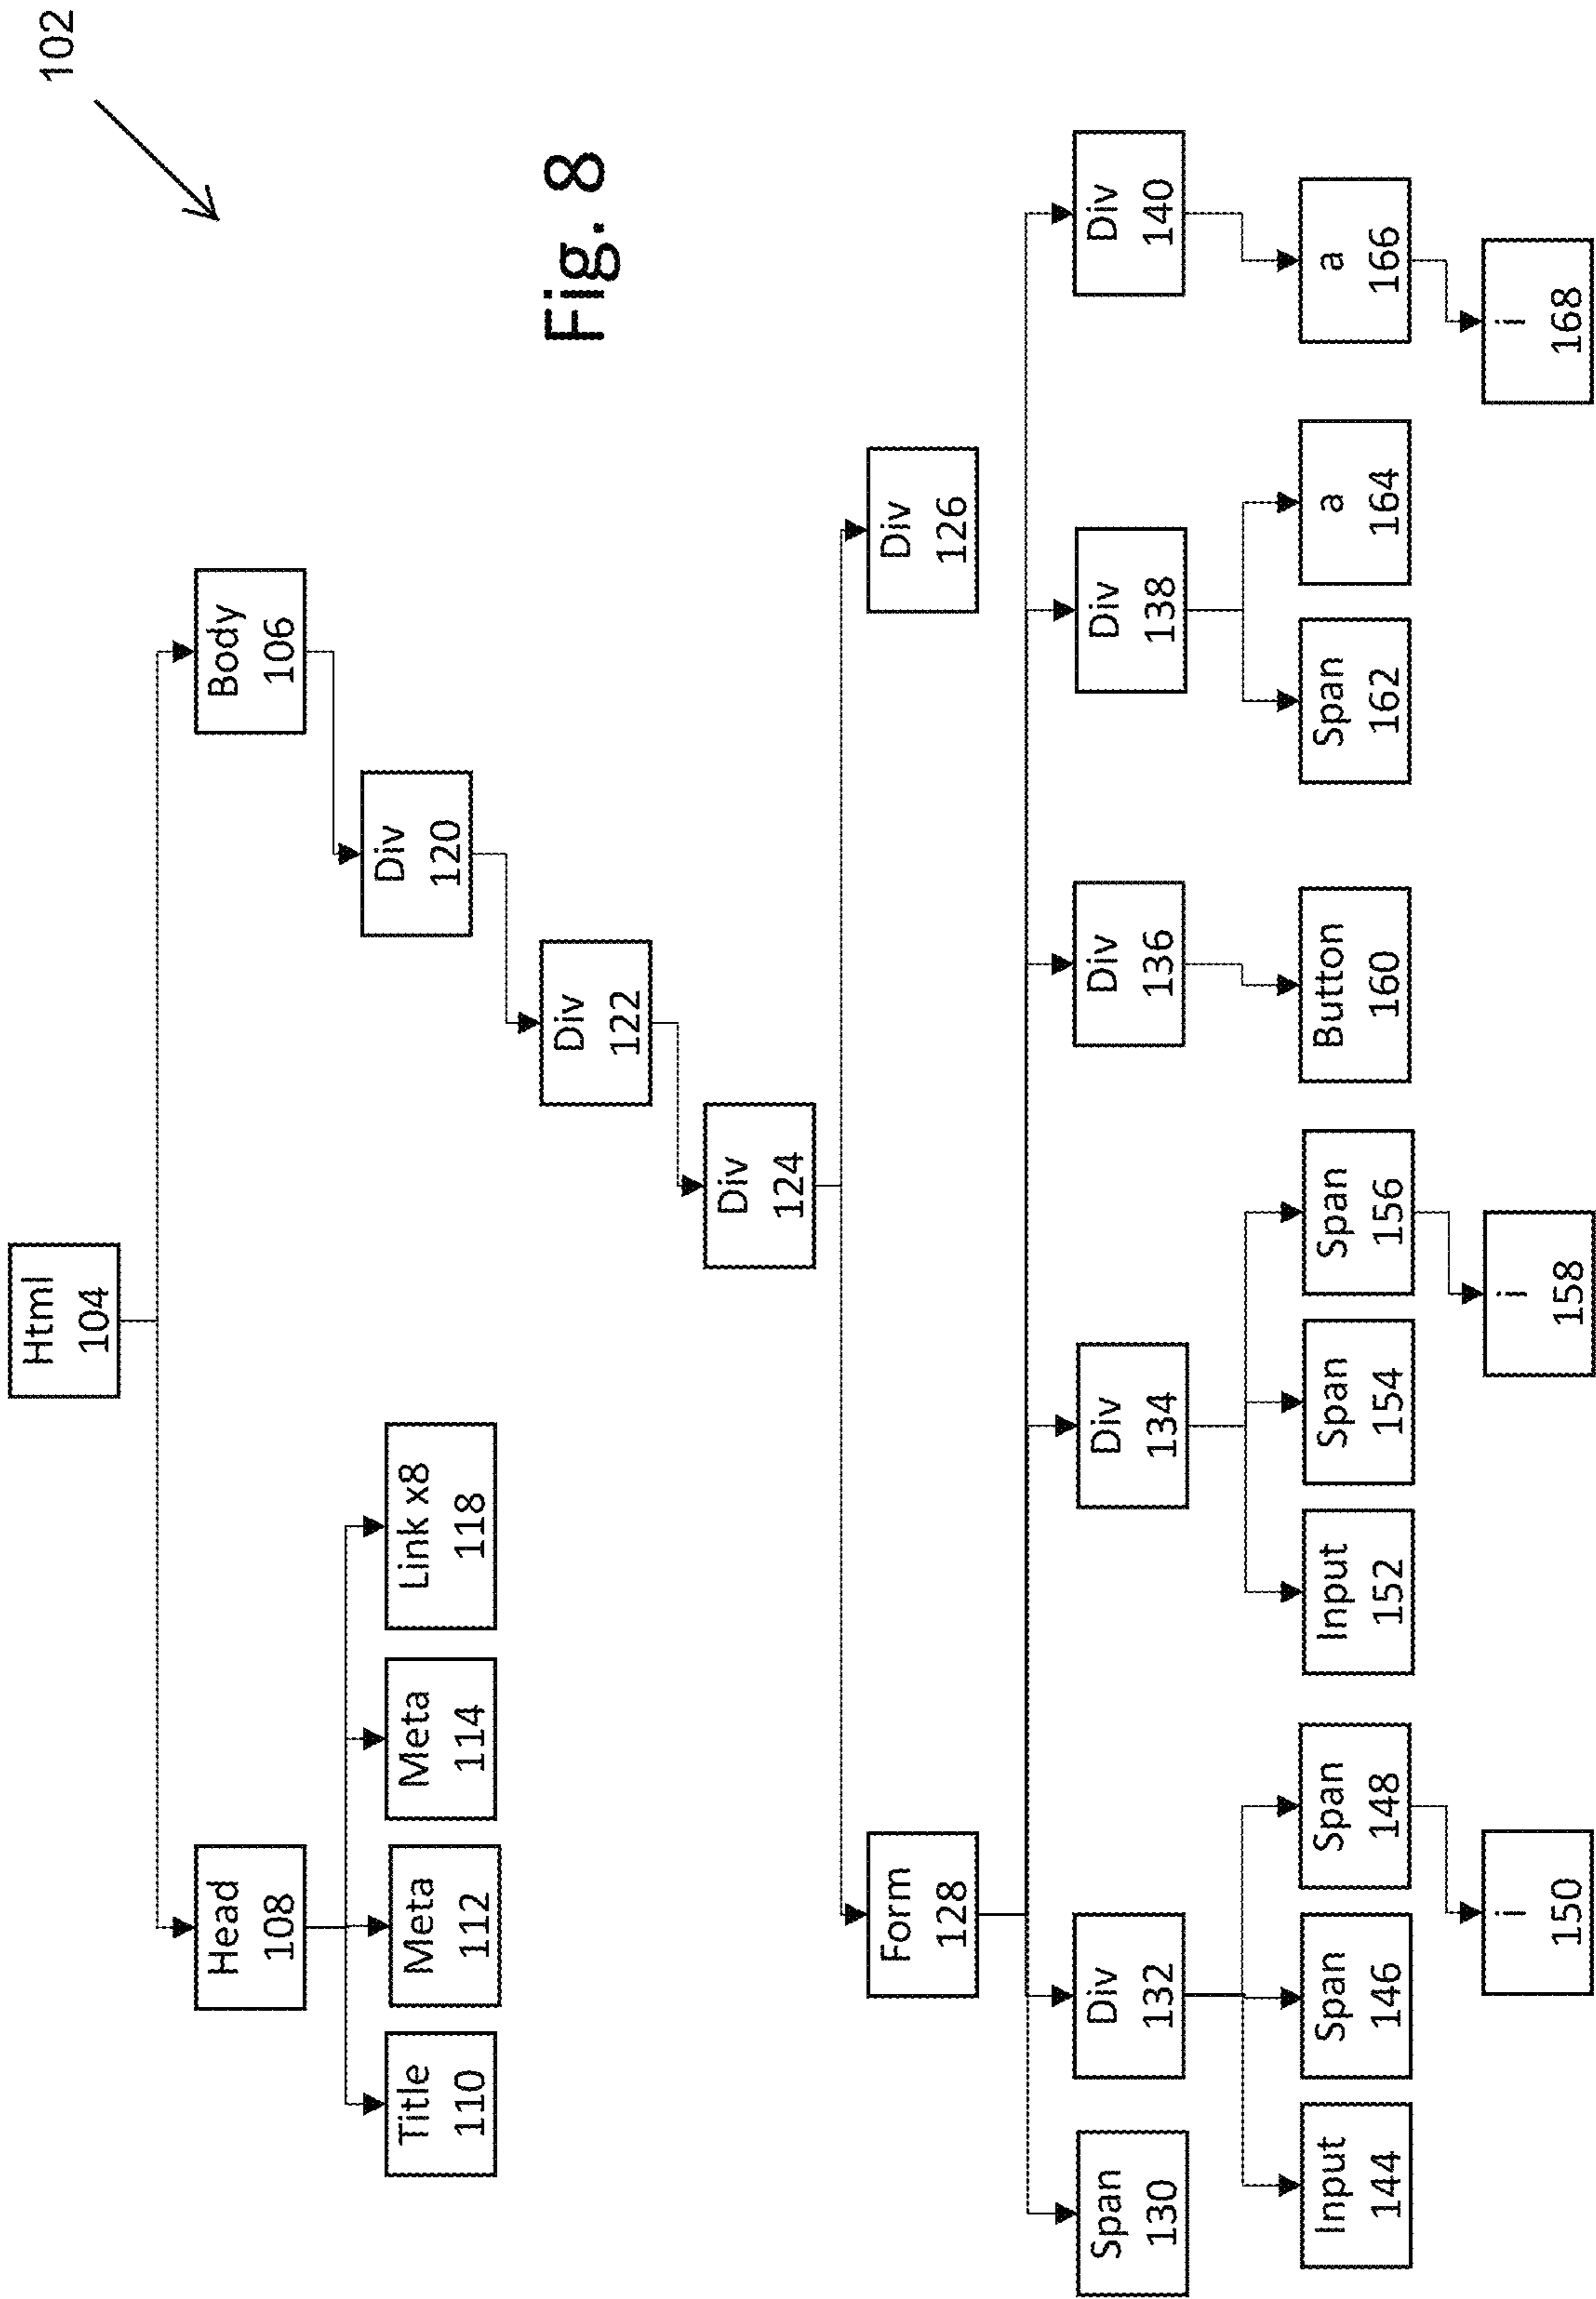 102
Fig. 8
Html
104
Head
108
Body
106
Title
110
Meta
112
Meta
114
Link x8
118
Div
120
Div
122
Div
124
Form
128
Div
126
Span
130
Div
132
Div
134
Div
136
Div
138
Div
140
Input
144
Span
146
Span
148
Input
152
Span
154
Span
156
Button
160
Span
162
a
164
a
166
i
150
i
158
i
168